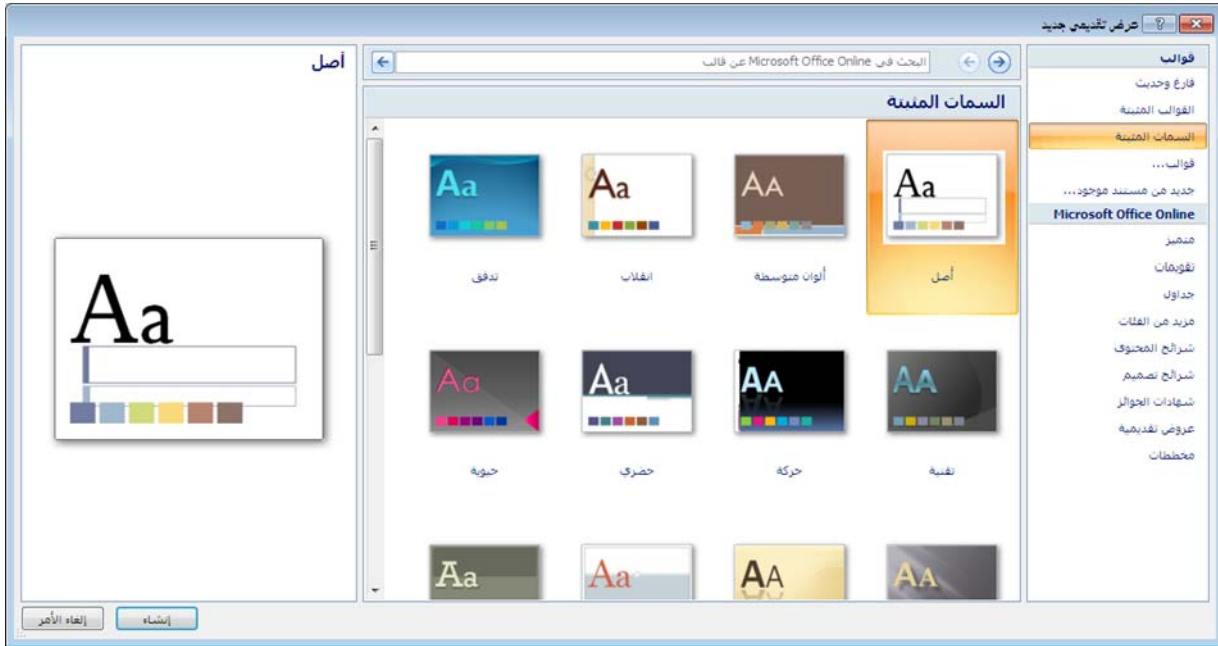 عرض تقديمي جديد
قوالب
فارغ وحديث
القوالب المثبتة
السمات المثبتة
قوالب...
جديد من مستند موجود...
Microsoft Office Online
متميز
تقويمات
جداول
مزيد من الفئات
شرائح المحتوى
شرائح تصميم
شهادات الجوائز
عروض تقديمية
مخططات
البحث في Microsoft Office Online عن قالب
السمات المثبتة
Aa
AA
Aa
Aa
أصل
ألوان متوسطة
انقلاب
تدفق
AA
AA
Aa
Aa
تقنية
حركة
حضري
حيوية
AA
AA
Aa
Aa
أصل
Aa
إنشاء
إلغاء الأمر